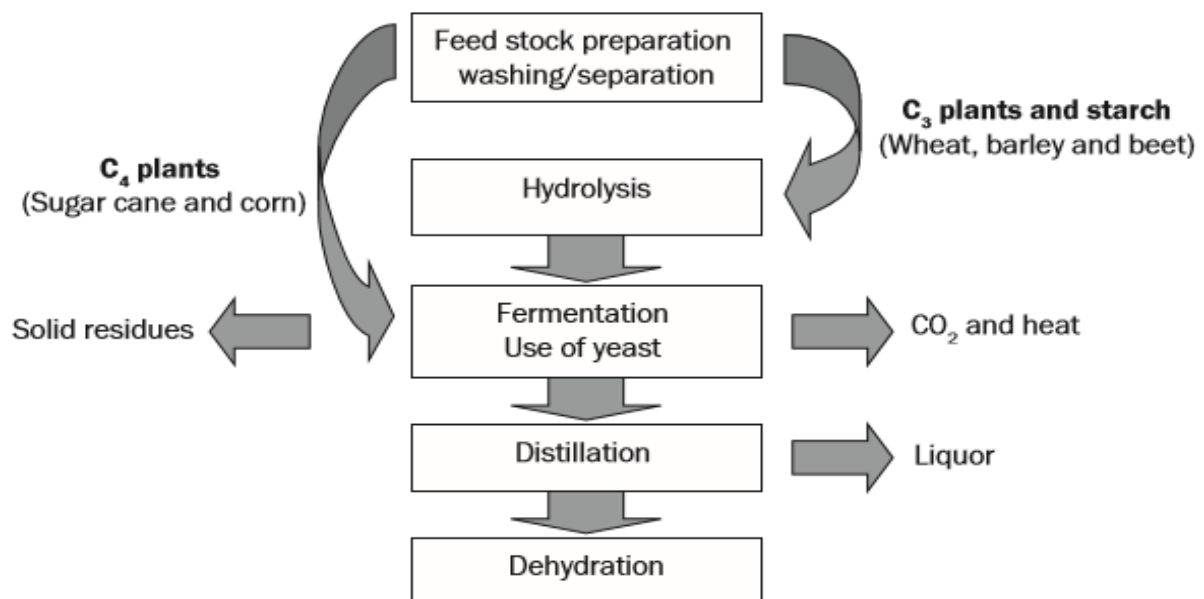 Feed stock preparation
washing/separation
C₃ plants and starch
(Wheat, barley and beet)
C₄ plants
(Sugar cane and corn)
Hydrolysis
Fermentation
Use of yeast
Solid residues
CO₂ and heat
Distillation
Liquor
Dehydration